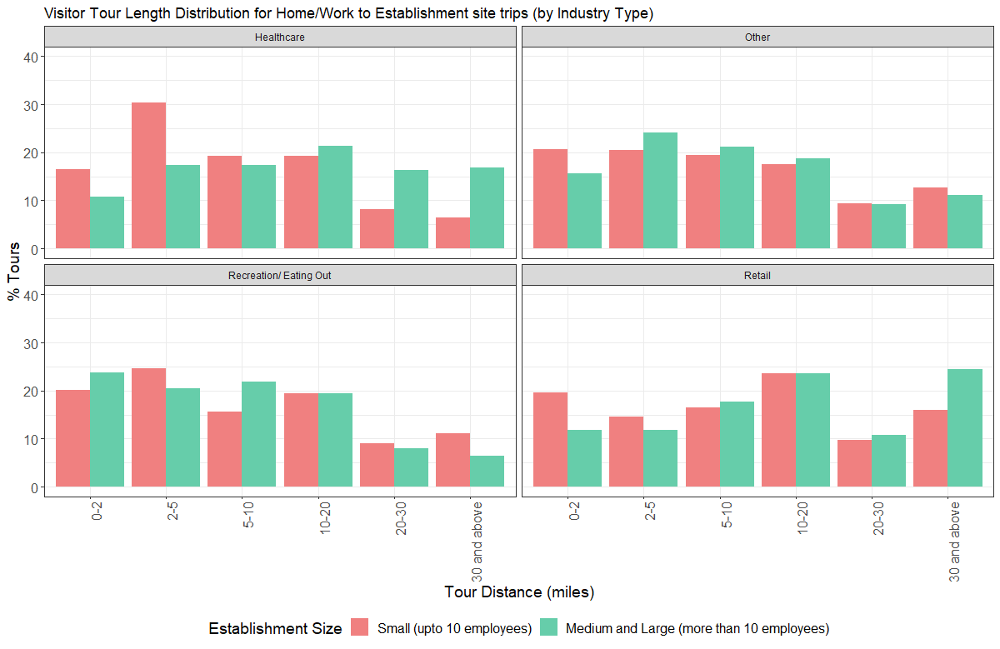 Visitor Tour Length Distribution for Home/Work to Establishment site trips (by Industry Type)
Healthcare
Other
40
30
20
10
0
Recreation/ Eating Out
Retail
40
30
20
10
0
% Tours
0-2
2-5
5-10
10-20
20-30
30 and above
0-2
2-5
5-10
10-20
20-30
30 and above
Tour Distance (miles)
Establishment Size
Small (upto 10 employees)
Medium and Large (more than 10 employees)